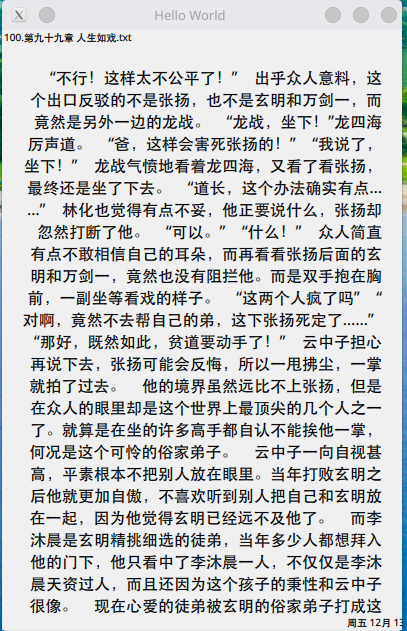 Hello World
100.第九十九章 人生如戏.txt
“不行！这样太不公平了！” 出乎众人意料，这
个出口反驳的不是张扬，也不是玄明和万剑一，而
竟然是另外一边的龙战。 “龙战，坐下！”龙四海
厉声道。 “爸，这样会害死张扬的！” “我说了，
坐下！” 龙战气愤地看着龙四海，又看了看张扬，
最终还是坐了下去。 “道长，这个办法确实有点…
…” 林化也觉得有点不妥，他正要说什么，张扬却
忽然打断了他。 “可以。” “什么！” 众人简直
有点不敢相信自己的耳朵，而再看看张扬后面的玄
明和万剑一，竟然也没有阻拦他。而是双手抱在胸
前，一副坐等看戏的样子。 “这两个人疯了吗” “
对啊，竟然不去帮自己的弟，这下张扬死定了……”
“那好，既然如此，贫道要动手了！” 云中子担心
再说下去，张扬可能会反悔，所以一甩拂尘，一掌
就拍了过去。 他的境界虽然远比不上张扬，但是
在众人的眼里却是这个世界上最顶尖的几个人之一
了。就算是在坐的许多高手都自认不能挨他一掌，
何况是这个可怜的俗家弟子。 云中子一向自视甚
高，平素根本不把别人放在眼里。当年打败玄明之
后他就更加自傲，不喜欢听到别人把自己和玄明放
在一起，因为他觉得玄明已经远不及他了。 而李
沐晨是玄明精挑细选的徒弟，当年多少人都想拜入
他的门下，他只看中了李沐晨一人，不仅仅是李沐
晨天资过人，而且还因为这个孩子的秉性和云中子
很像。 现在心爱的徒弟被玄明的俗家弟子打成这
周五 12月 13